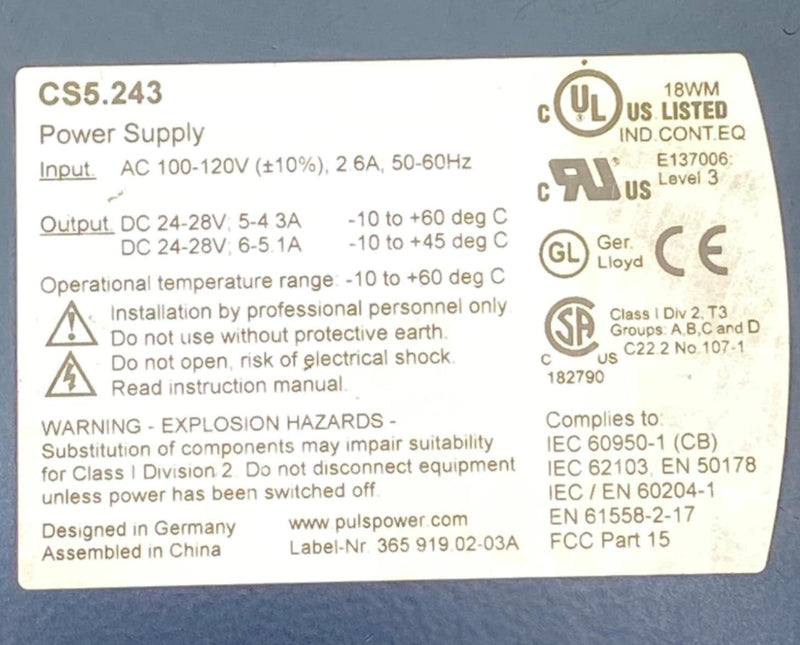 CS5.243
Power Supply
Input. AC 100-120V (±10%), 2.6A, 50-60Hz
Output. DC 24-28V; 5-4.3A -10 to +60 deg C
DC 24-28V; 6-5.1A -10 to +45 deg C
Operational temperature range: -10 to +60 deg C
Installation by professional personnel only.
Do not use without protective earth.
Do not open, risk of electrical shock.
Read instruction manual.
WARNING - EXPLOSION HAZARDS -
Substitution of components may impair suitability
for Class I Division 2. Do not disconnect equipment
unless power has been switched off.
Designed in Germany www.pulspower.com
Assembled in China Label-Nr. 365.919.02-03A
18WM
C UL ® US LISTED
IND.CONT.EQ
E137006:
C RU ® US Level 3
GL Ger. CE
Lloyd
SA Class I Div 2, T3
Groups: A,B,C and D
C US C22.2 No.107-1
182790
Complies to:
IEC 60950-1 (CB)
IEC 62103, EN 50178
IEC / EN 60204-1
EN 61558-2-17
FCC Part 15